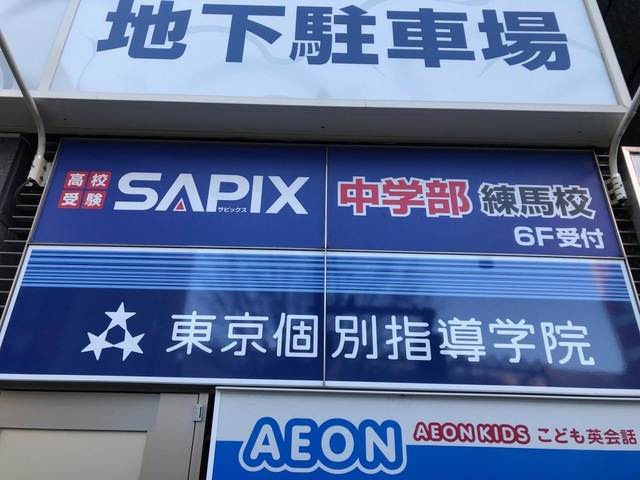 地下駐車場
高校受験 SAPIX サピックス 中学部 練馬校
6F受付
東京個別指導学院
AEON AEON KIDS こども英会話